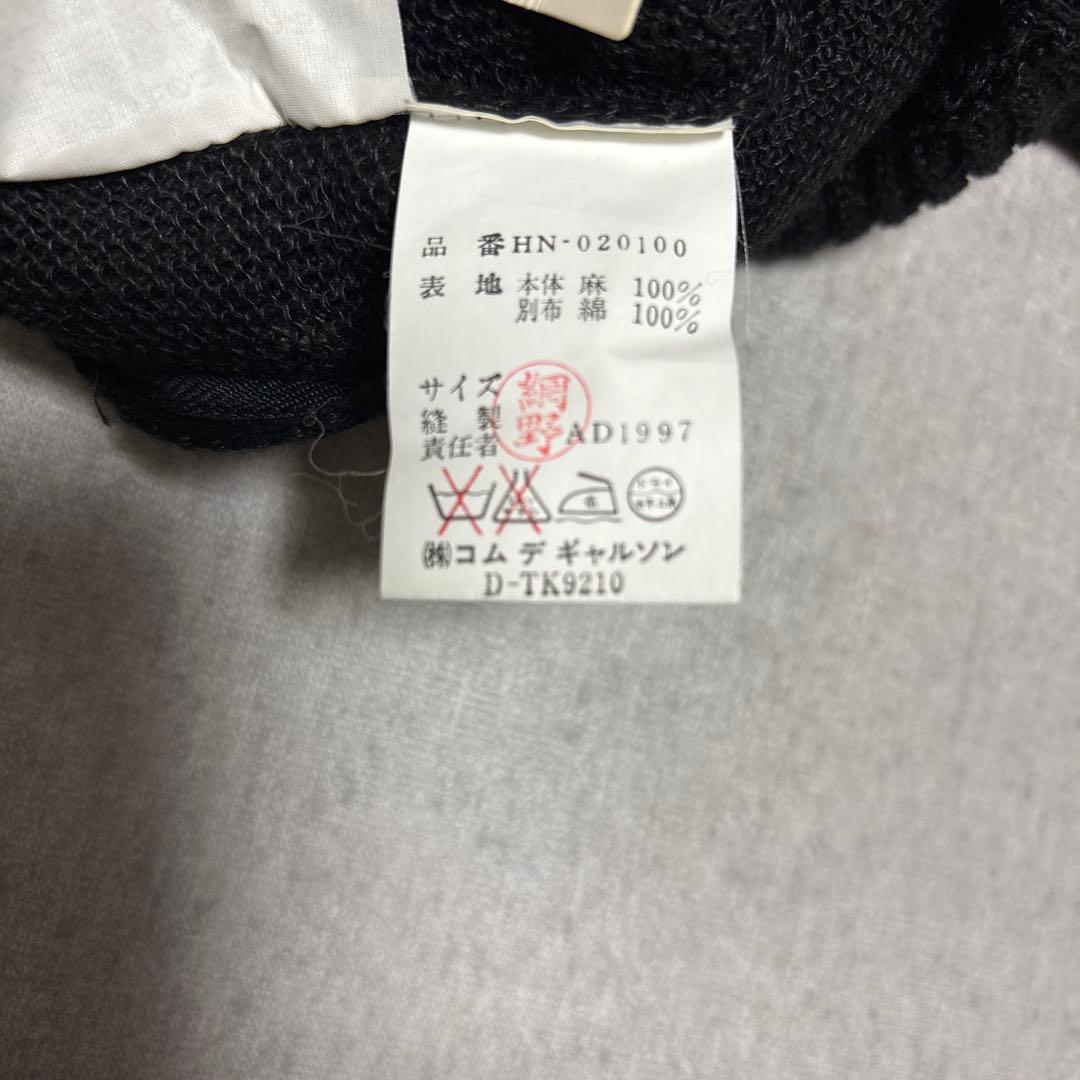 品 番 HN-020100
表 地 本体 麻 100%
別布 綿 100%
サイズ
縫 製
責任者
網野
AD1997
㈱コム デ ギャルソン
D-TK9210